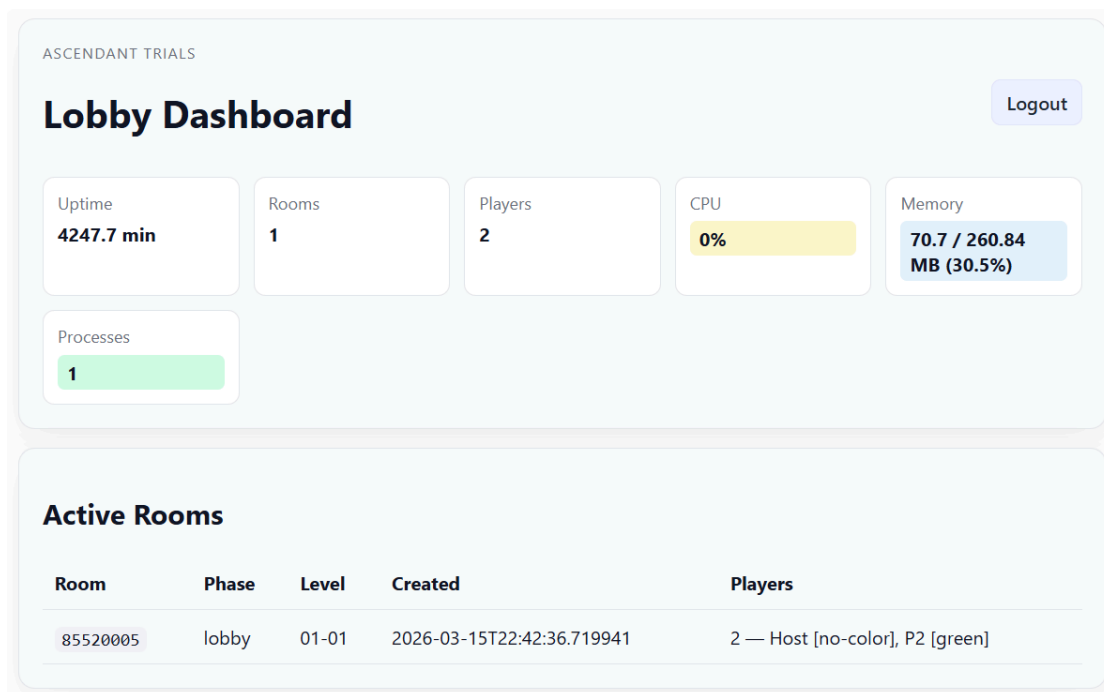 ASCENDANT TRIALS
Lobby Dashboard
Logout
Uptime
4247.7 min
Rooms
1
Players
2
CPU
0%
Memory
70.7 / 260.84
MB (30.5%)
Processes
1
Active Rooms
Room Phase Level Created Players
85520005 lobby 01-01 2026-03-15T22:42:36.719941 2 — Host [no-color], P2 [green]